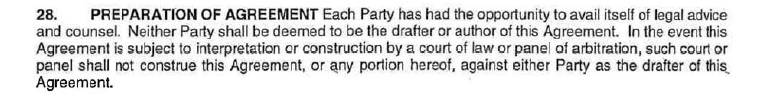 28. PREPARATION OF AGREEMENT Each Party has had the opportunity to avail itself of legal advice
and counsel. Neither Party shall be deemed to be the drafter or author of this Agreement. In the event this
Agreement is subject to interpretation or construction by a court of law or panel of arbitration, such court or
panel shall not construe this Agreement, or any portion hereof, against either Party as the drafter of this
Agreement.